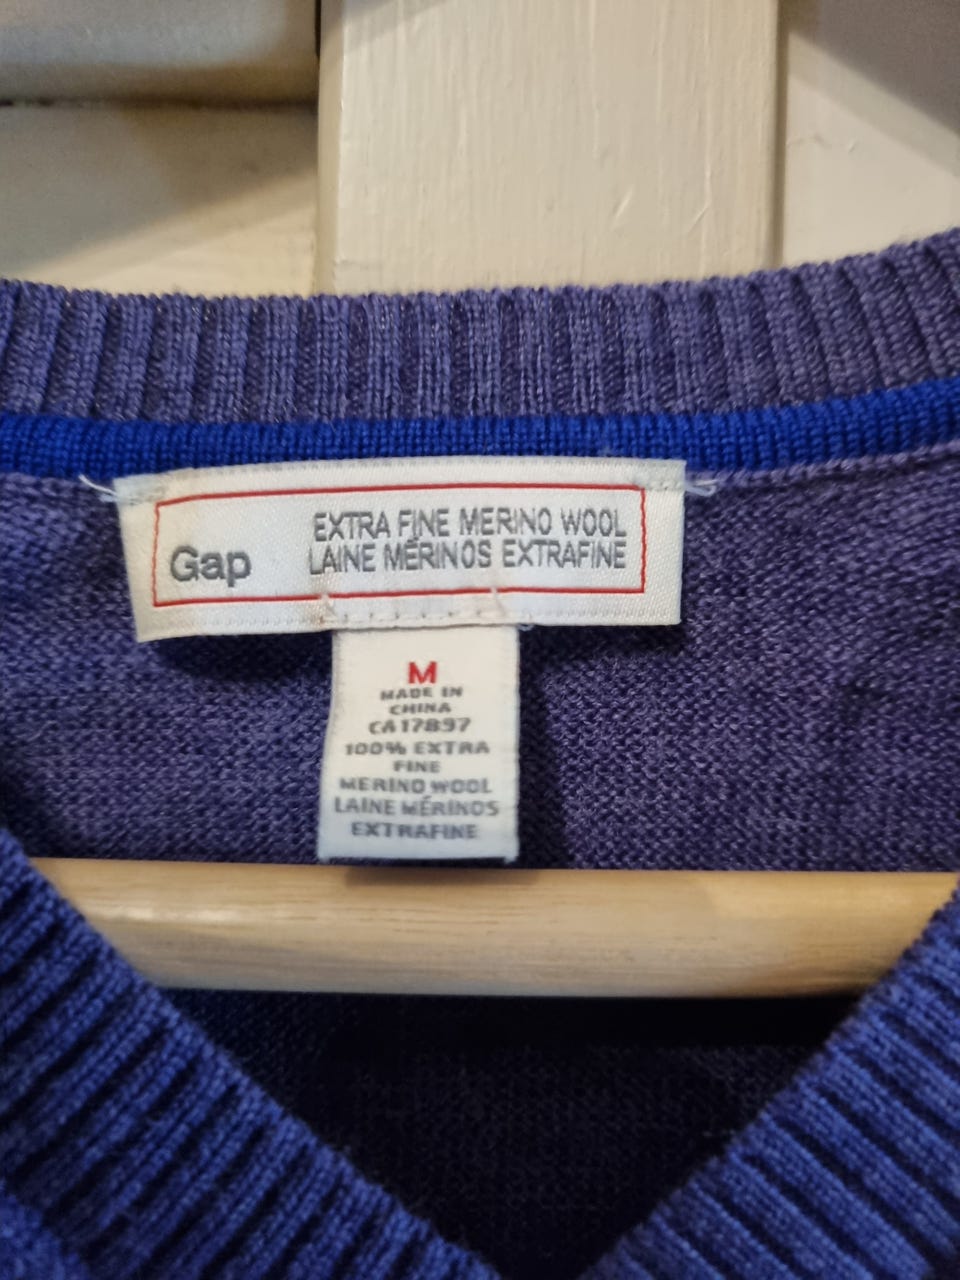 Gap
EXTRA FINE MERINO WOOL
LAINE MÉRINOS EXTRAFINE
M
MADE IN
CHINA
CA17897
100% EXTRA
FINE
MERINO WOOL
LAINE MÉRINOS
EXTRAFINE